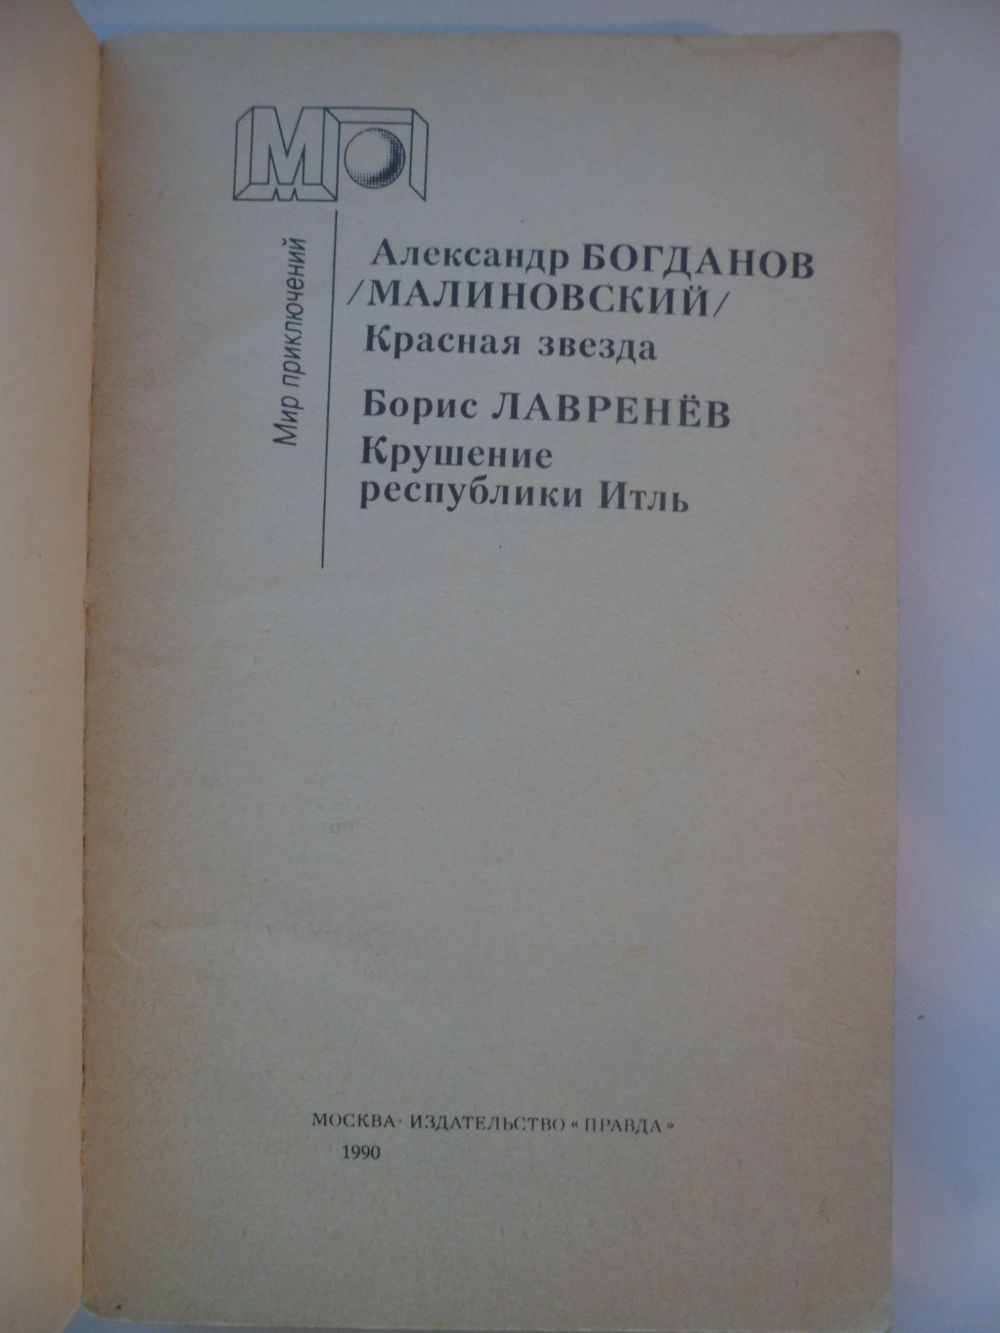 МП
Мир приключений
Александр БОГДАНОВ
/МАЛИНОВСКИЙ/
Красная звезда
Борис ЛАВРЕНЁВ
Крушение
республики Итль
МОСКВА· ИЗДАТЕЛЬСТВО «ПРАВДА»
1990